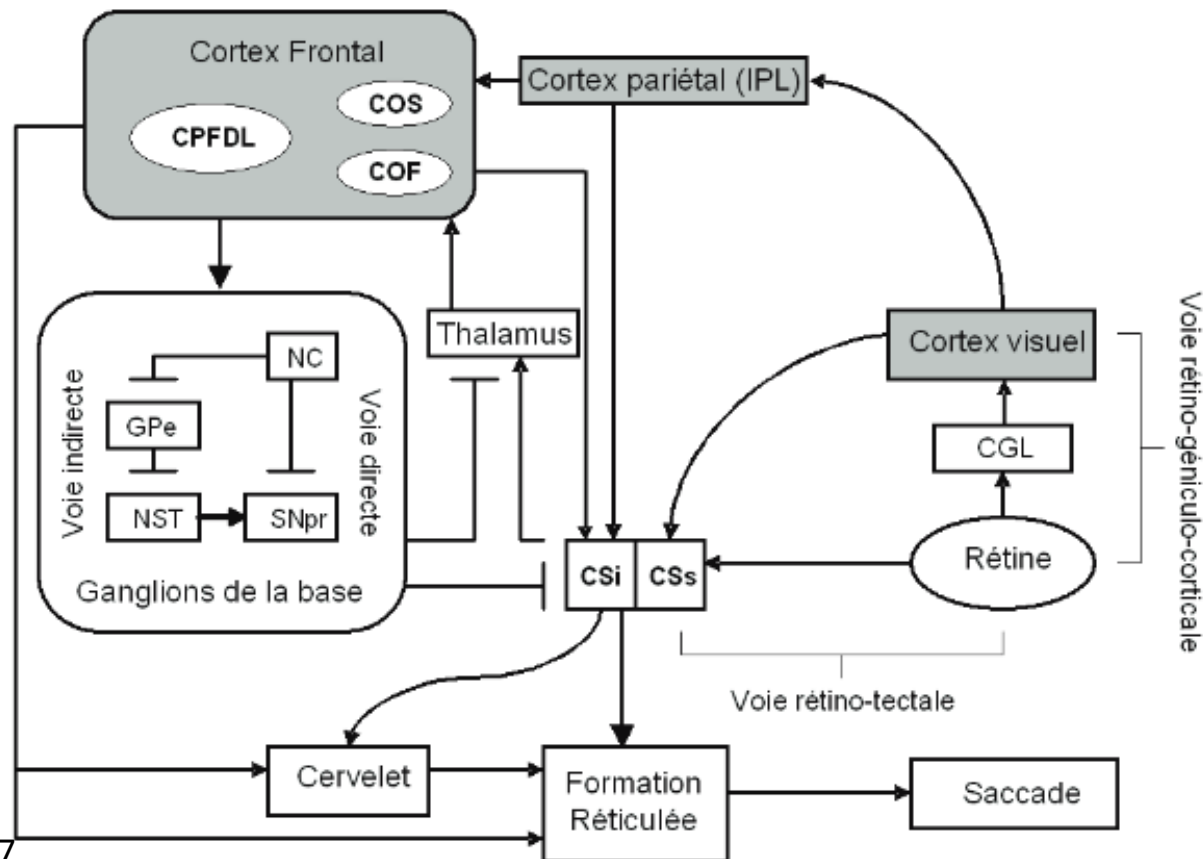 Cortex Frontal
COS
CPFDL
COF
Cortex pariétal (IPL)
Thalamus
NC
GPe
NST
SNpr
Voie indirecte
Voie directe
Ganglions de la base
Cortex visuel
CGL
Rétine
Voie rétino-géniculo-corticale
CSi
CSs
Voie rétino-tectale
Cervelet
Formation
Réticulée
Saccade
7